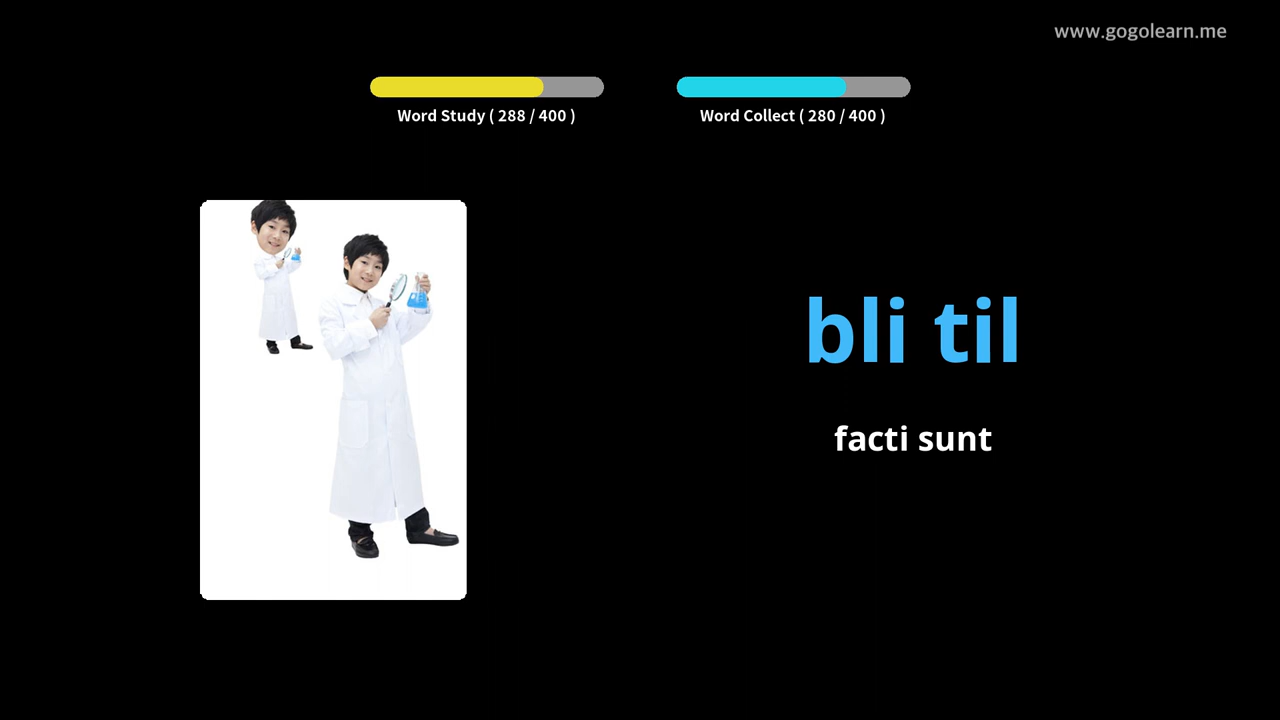 www.gogolearn.me
Word Study ( 288 / 400 )
Word Collect ( 280 / 400 )
bli til
facti sunt